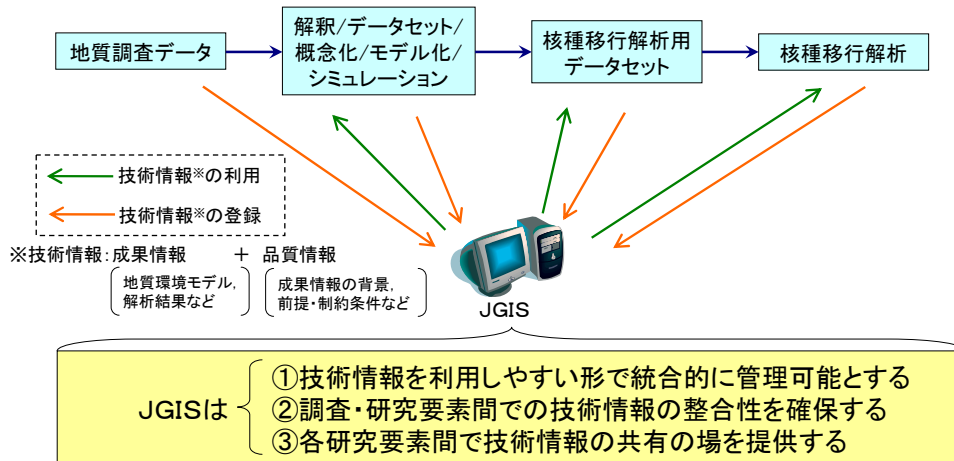 地質調査データ
解釈/データセット/
概念化/モデル化/
シミュレーション
核種移行解析用
データセット
核種移行解析
技術情報※の利用
技術情報※の登録
※技術情報:成果情報 + 品質情報
地質環境モデル,
解析結果など
成果情報の背景,
前提・制約条件など
JGIS
JGISは
①技術情報を利用しやすい形で統合的に管理可能とする
②調査・研究要素間での技術情報の整合性を確保する
③各研究要素間で技術情報の共有の場を提供する